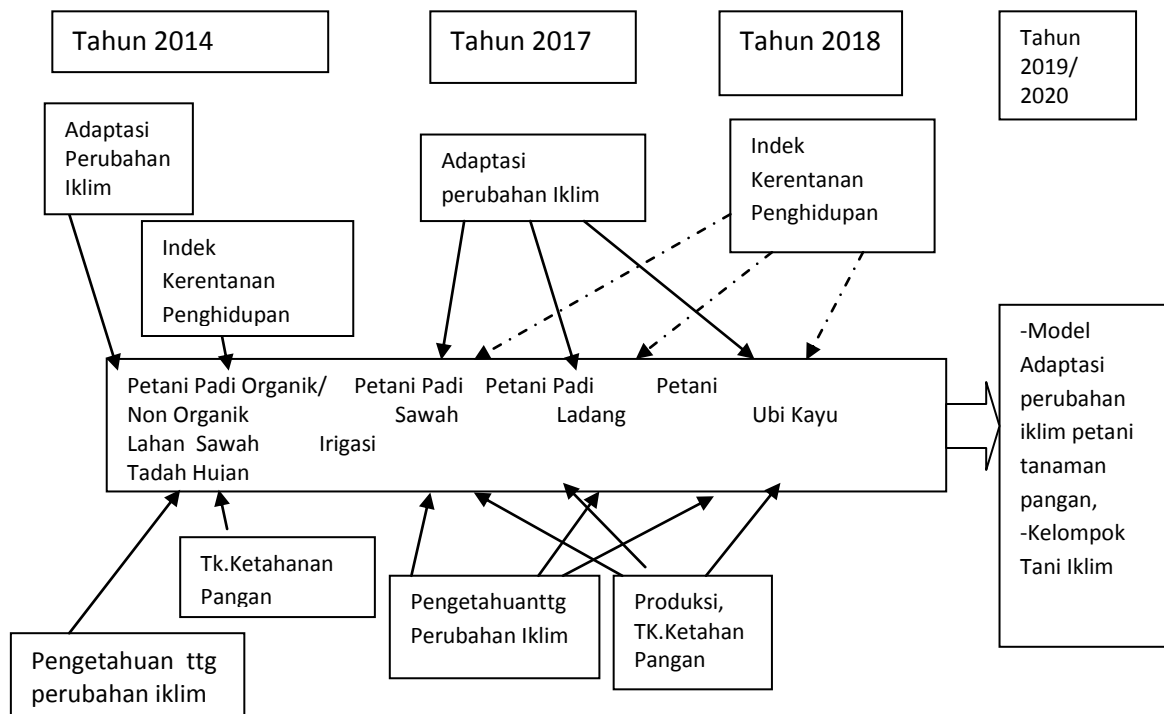 Tahun 2014
Tahun 2017
Tahun 2018
Tahun
2019/
2020
Adaptasi
Perubahan
Iklim
Indek
Kerentanan
Penghidupan
Adaptasi
perubahan Iklim
Indek
Kerentanan
Penghidupan
Petani Padi Organik/ Petani Padi Petani Padi Petani
Non Organik Sawah Ladang Ubi Kayu
Lahan Sawah Irigasi
Tadah Hujan
-Model
Adaptasi
perubahan
iklim petani
tanaman
pangan,
-Kelompok
Tani Iklim
Tk.Ketahanan
Pangan
Pengetahuan ttg
perubahan iklim
Pengetahuanttg
Perubahan Iklim
Produksi,
TK.Ketahan
Pangan